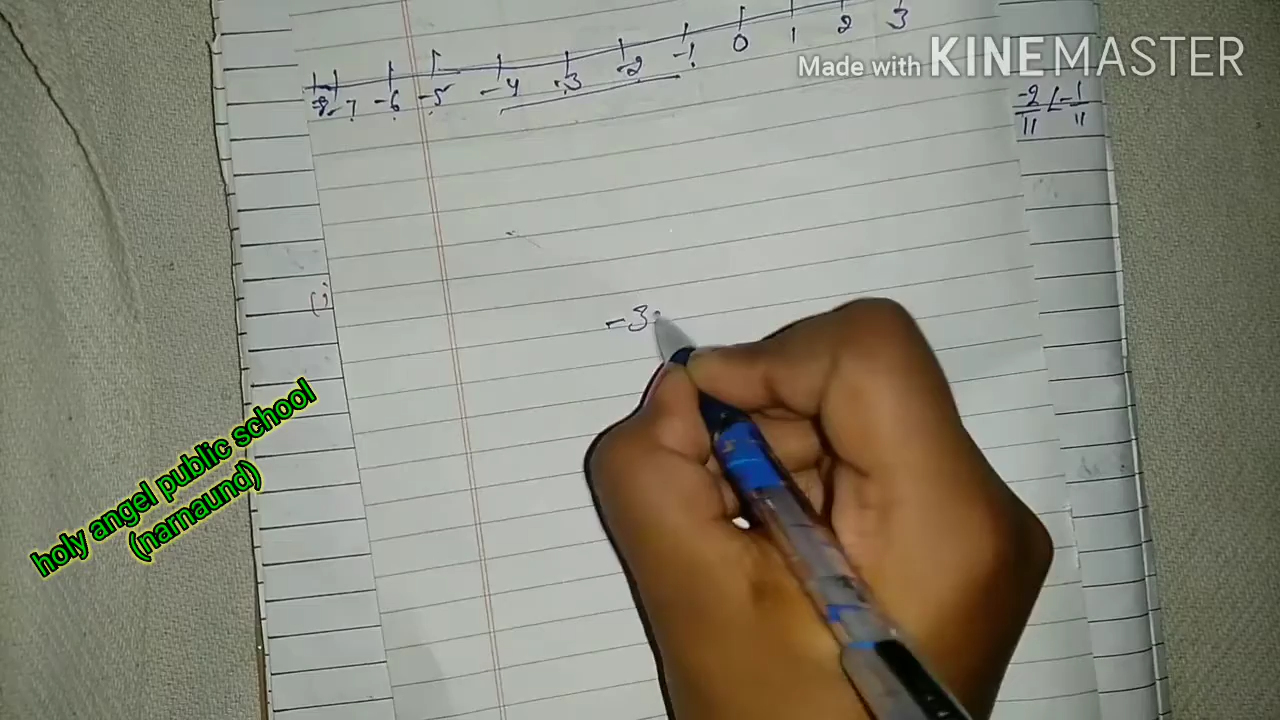 -8 -7 -6 -5 -4 -3 -2 -1 0 1 2 3
Made with KINEMASTER
-2/11 < -1/11
(i)
-3
holy angel public school
(narnaund)